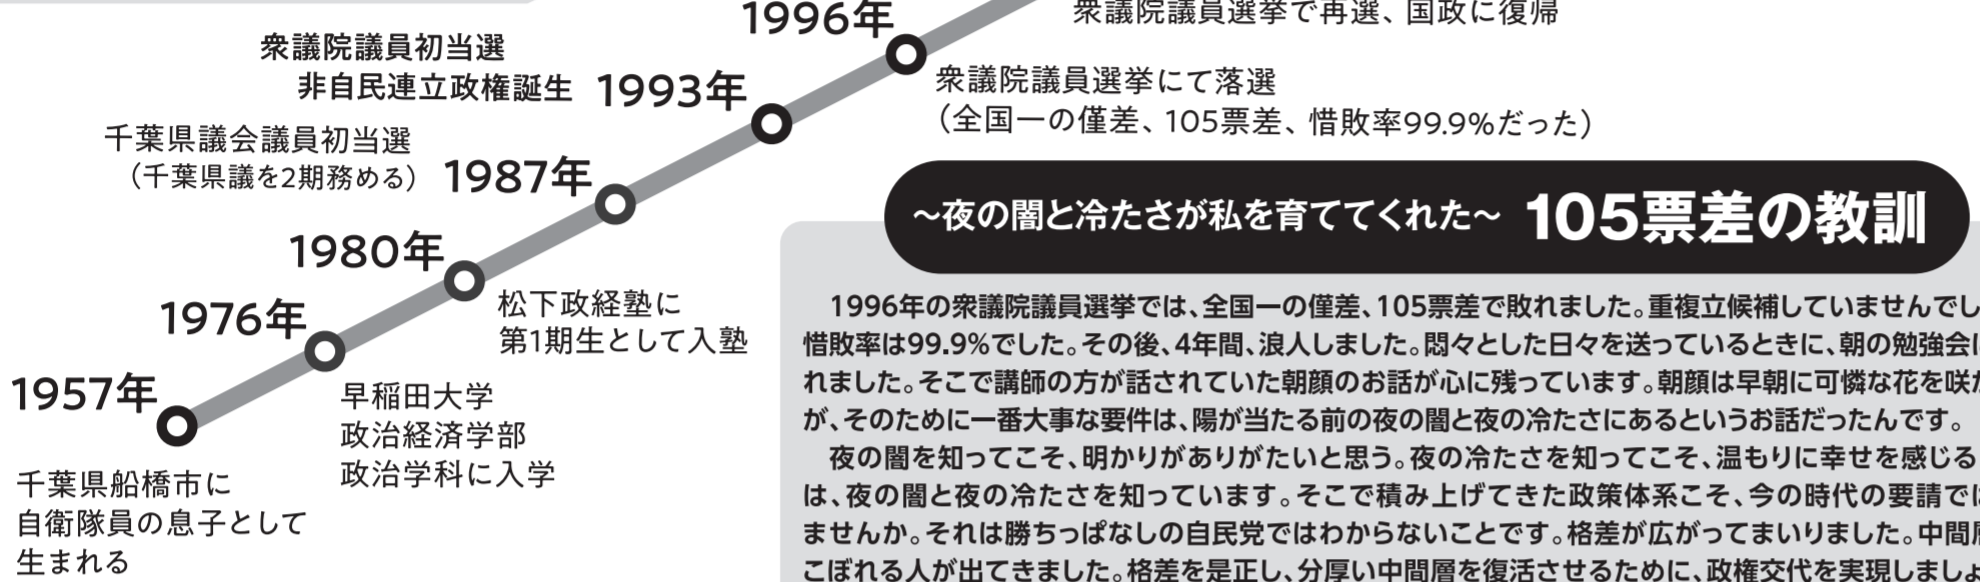 衆議院議員選挙で再選、国政に復帰
1996年
衆議院議員選挙にて落選
（全国一の僅差、105票差、惜敗率99.9%だった）
衆議院議員初当選
非自民連立政権誕生
1993年
千葉県議会議員初当選
（千葉県議を2期務める）
1987年
1980年
松下政経塾に
第1期生として入塾
1976年
早稲田大学
政治経済学部
政治学科に入学
1957年
千葉県船橋市に
自衛隊員の息子として
生まれる
～夜の闇と冷たさが私を育ててくれた～ 105票差の教訓
1996年の衆議院議員選挙では、全国一の僅差、105票差で敗れました。重複立候補していませんでし
惜敗率は99.9%でした。その後、4年間、浪人しました。悶々とした日々を送っているときに、朝の勉強会に
れました。そこで講師の方が話されていた朝顔のお話が心に残っています。朝顔は早朝に可憐な花を咲か
が、そのために一番大事な要件は、陽が当たる前の夜の闇と夜の冷たさにあるというお話だったんです。
夜の闇を知ってこそ、明かりがありがたいと思う。夜の冷たさを知ってこそ、温もりに幸せを感じる
は、夜の闇と夜の冷たさを知っています。そこで積み上げてきた政策体系こそ、今の時代の要請では
ませんか。それは勝ちっぱなしの自民党ではわからないことです。格差が広がってまいりました。中間層
こぼれる人が出てきました。格差を是正し、分厚い中間層を復活させるために、政権交代を実現しましょ